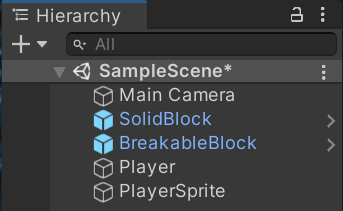 Hierarchy
All
SampleScene*
Main Camera
SolidBlock
BreakableBlock
Player
PlayerSprite